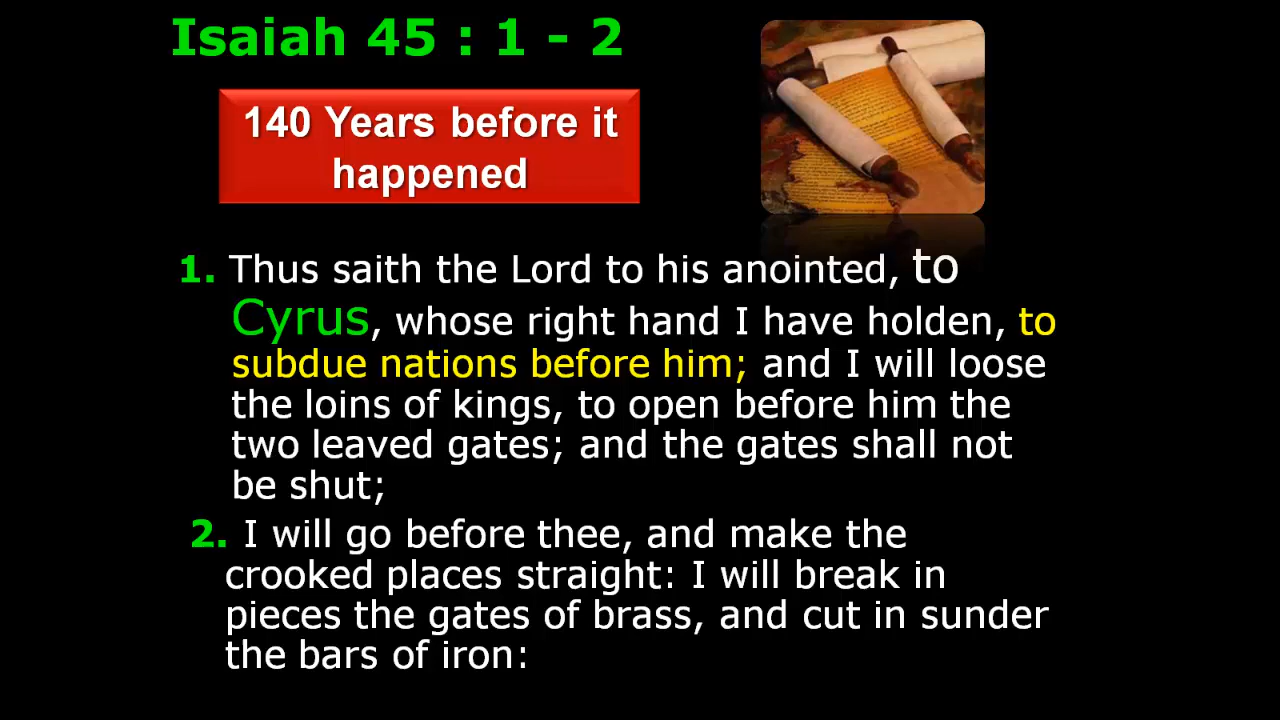 Isaiah 45 : 1 - 2
140 Years before it
happened
1. Thus saith the Lord to his anointed, to
Cyrus, whose right hand I have holden, to
subdue nations before him; and I will loose
the loins of kings, to open before him the
two leaved gates; and the gates shall not
be shut;
2. I will go before thee, and make the
crooked places straight: I will break in
pieces the gates of brass, and cut in sunder
the bars of iron: